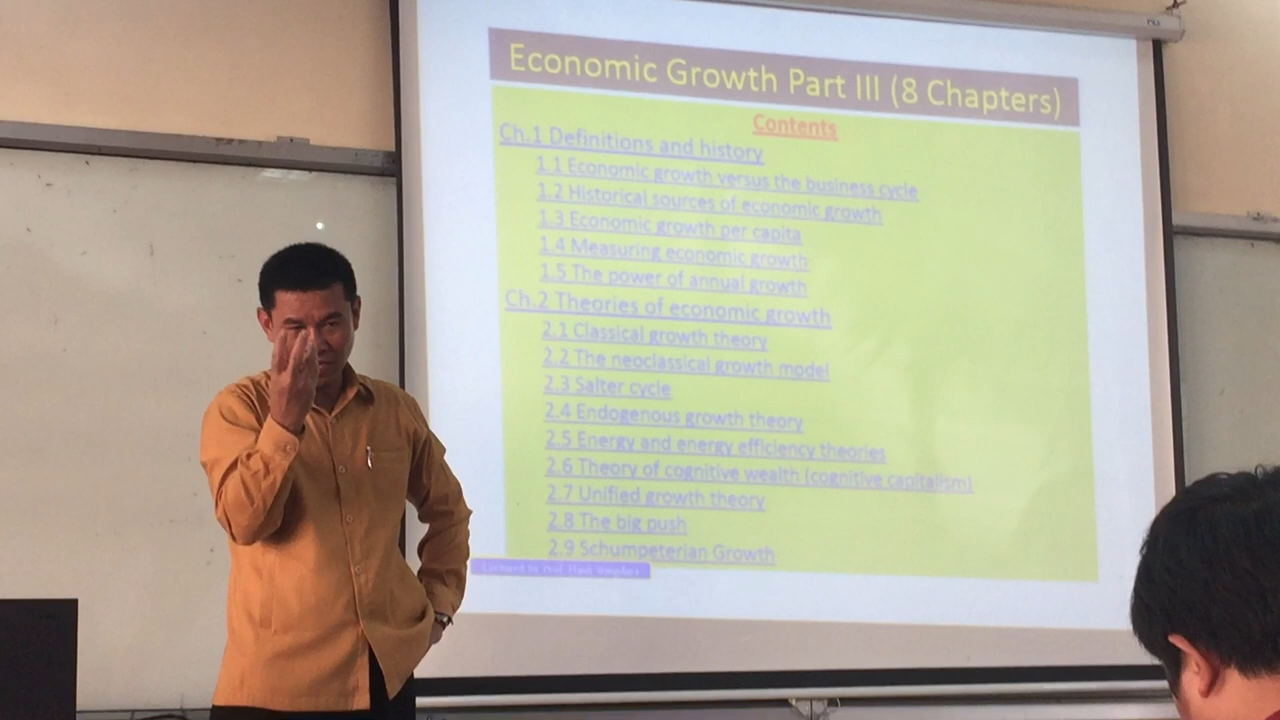 Economic Growth Part III (8 Chapters)
Contents
Ch.1 Definitions and history
1.1 Economic growth versus the business cycle
1.2 Historical sources of economic growth
1.3 Economic growth per capita
1.4 Measuring economic growth
1.5 The power of annual growth
Ch.2 Theories of economic growth
2.1 Classical growth theory
2.2 The neoclassical growth model
2.3 Salter cycle
2.4 Endogenous growth theory
2.5 Energy and energy efficiency theories
2.6 Theory of cognitive wealth (cognitive capitalism)
2.7 Unified growth theory
2.8 The big push
2.9 Schumpeterian Growth
Lectured by Prof